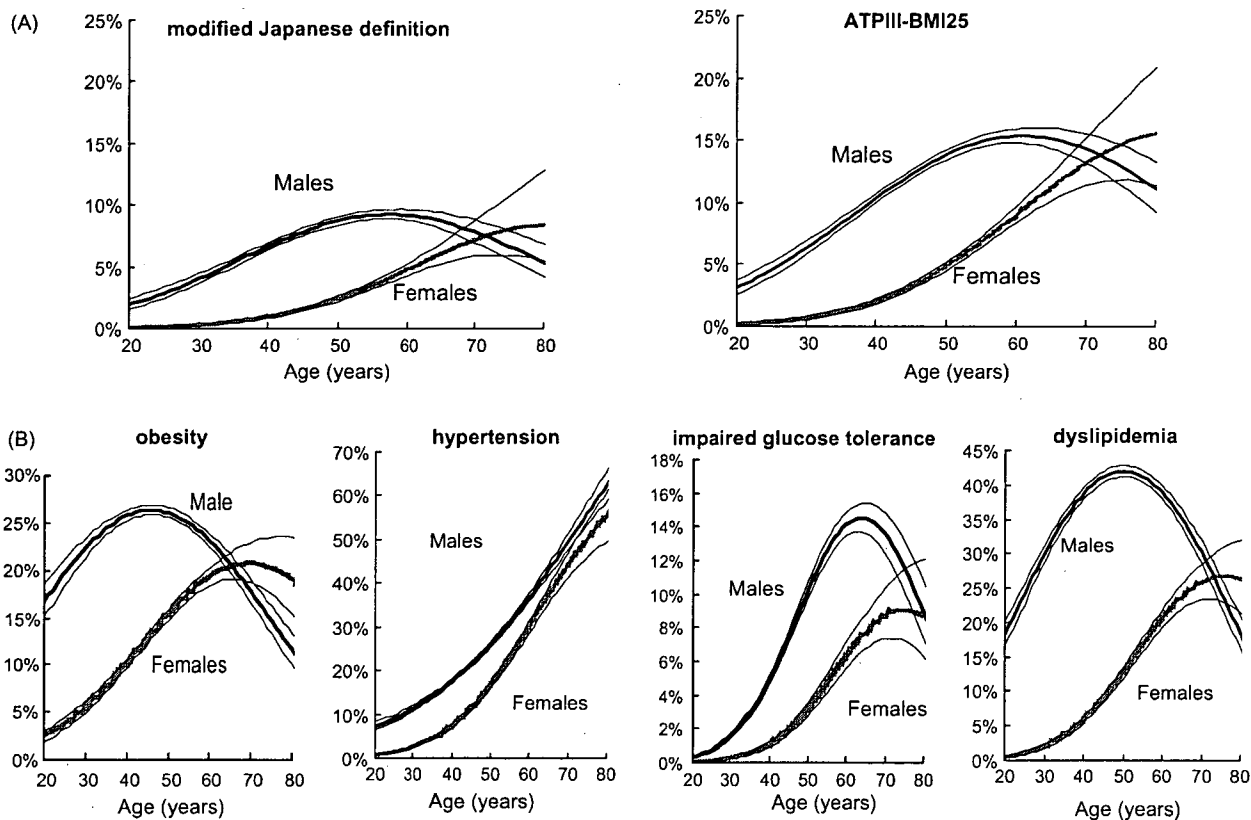 (A)
modified Japanese definition
25%
20%
15%
10%
5%
0%
Males
Females
20 30 40 50 60 70 80
Age (years)
ATPIII-BMI25
25%
20%
15%
10%
5%
0%
Males
Females
20 30 40 50 60 70 80
Age (years)
(B)
obesity
30%
25%
20%
15%
10%
5%
0%
Male
Females
20 30 40 50 60 70 80
Age (years)
hypertension
70%
60%
50%
40%
30%
20%
10%
0%
Males
Females
20 30 40 50 60 70 80
Age (years)
impaired glucose tolerance
18%
16%
14%
12%
10%
8%
6%
4%
2%
0%
Males
Females
20 30 40 50 60 70 80
Age (years)
dyslipidemia
45%
40%
35%
30%
25%
20%
15%
10%
5%
0%
Males
Females
20 30 40 50 60 70 80
Age (years)